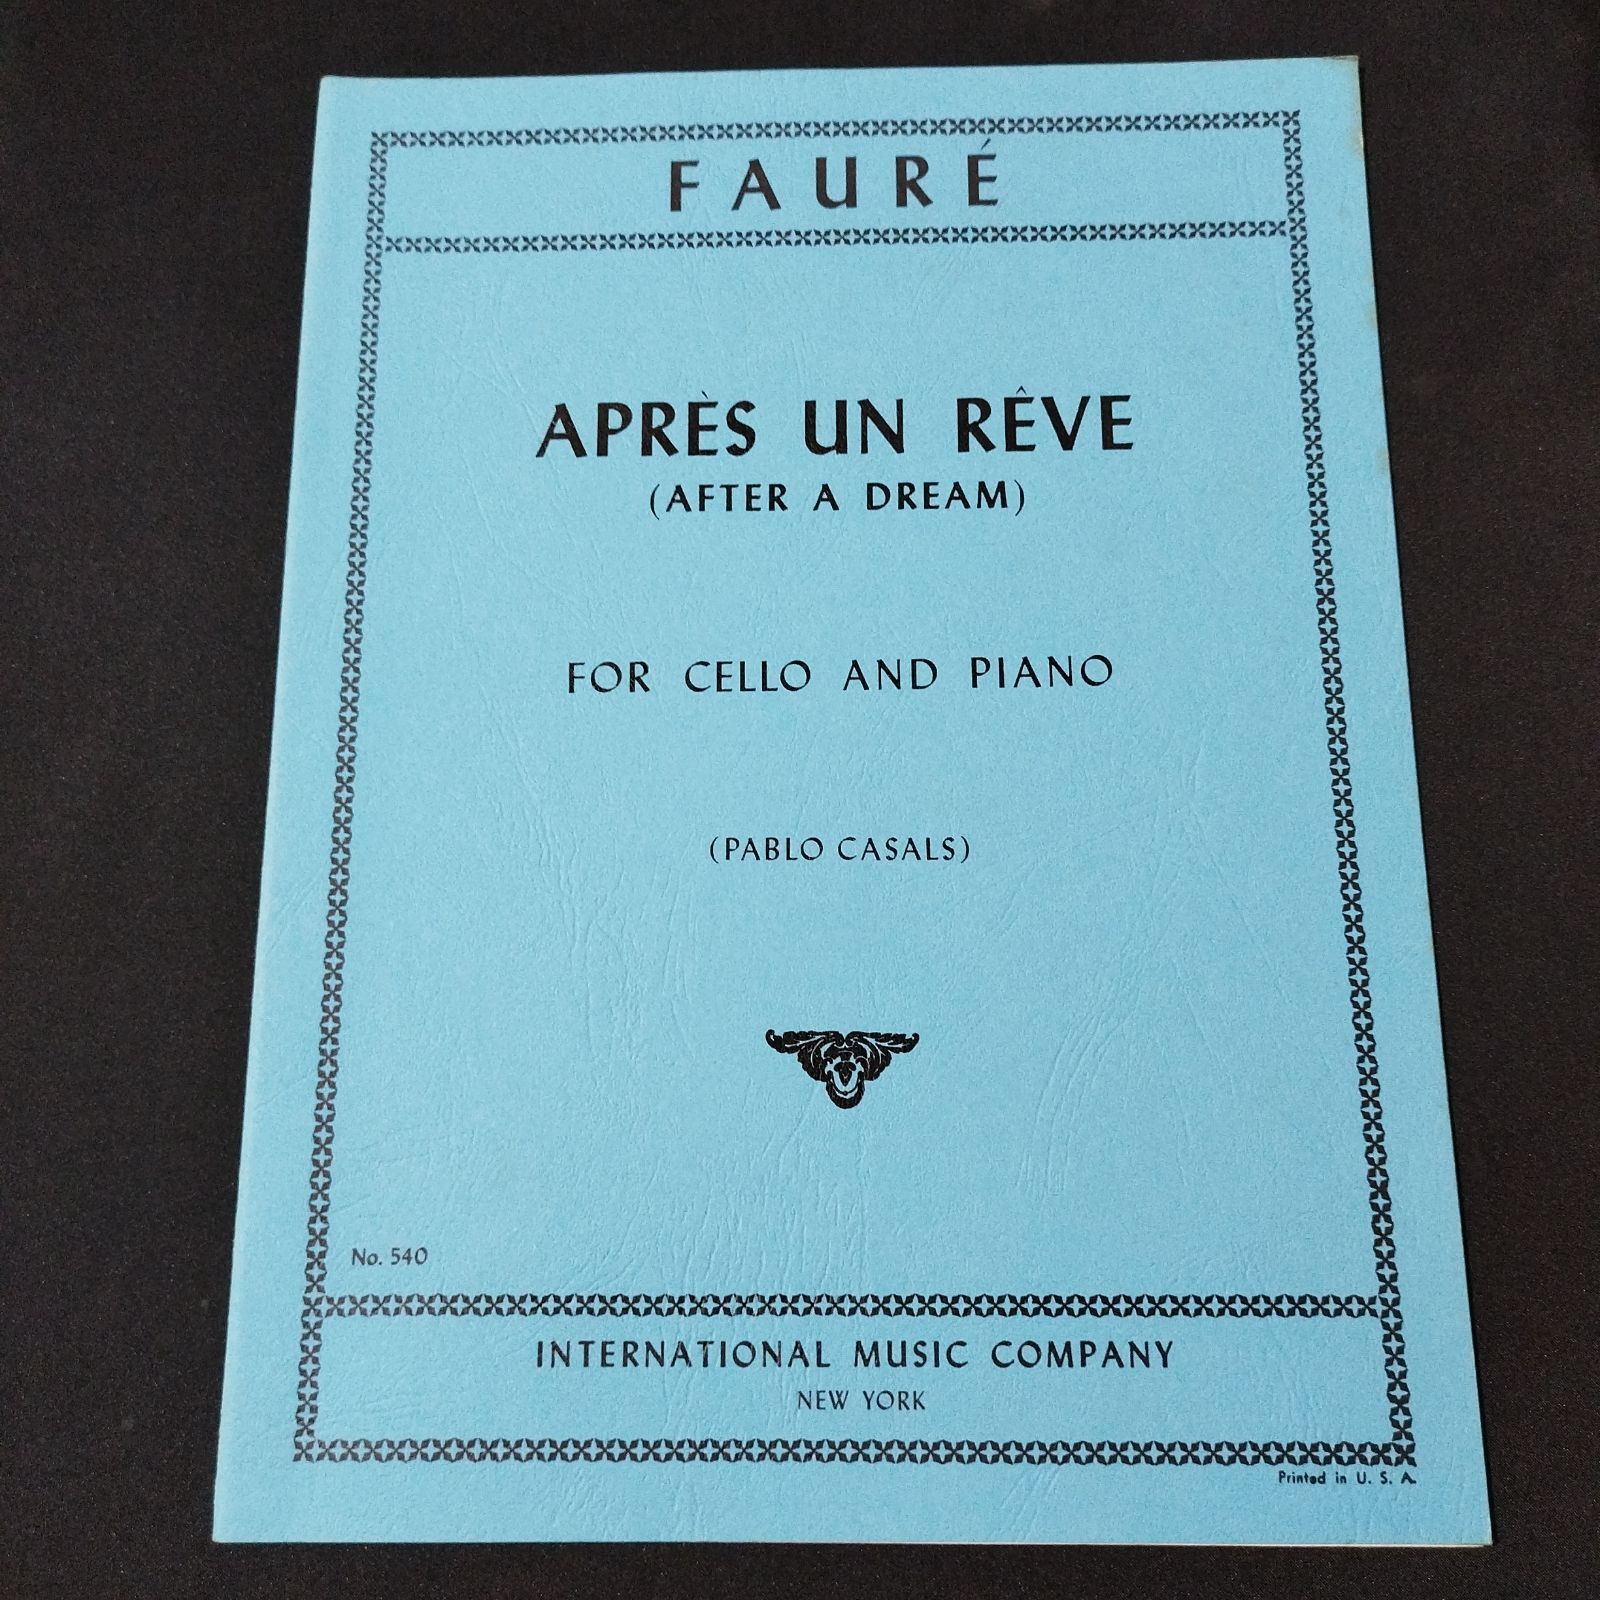 FAURÉ
APRÈS UN RÊVE
(AFTER A DREAM)
FOR CELLO AND PIANO
(PABLO CASALS)
No. 540
INTERNATIONAL MUSIC COMPANY
NEW YORK
Printed in U. S. A.